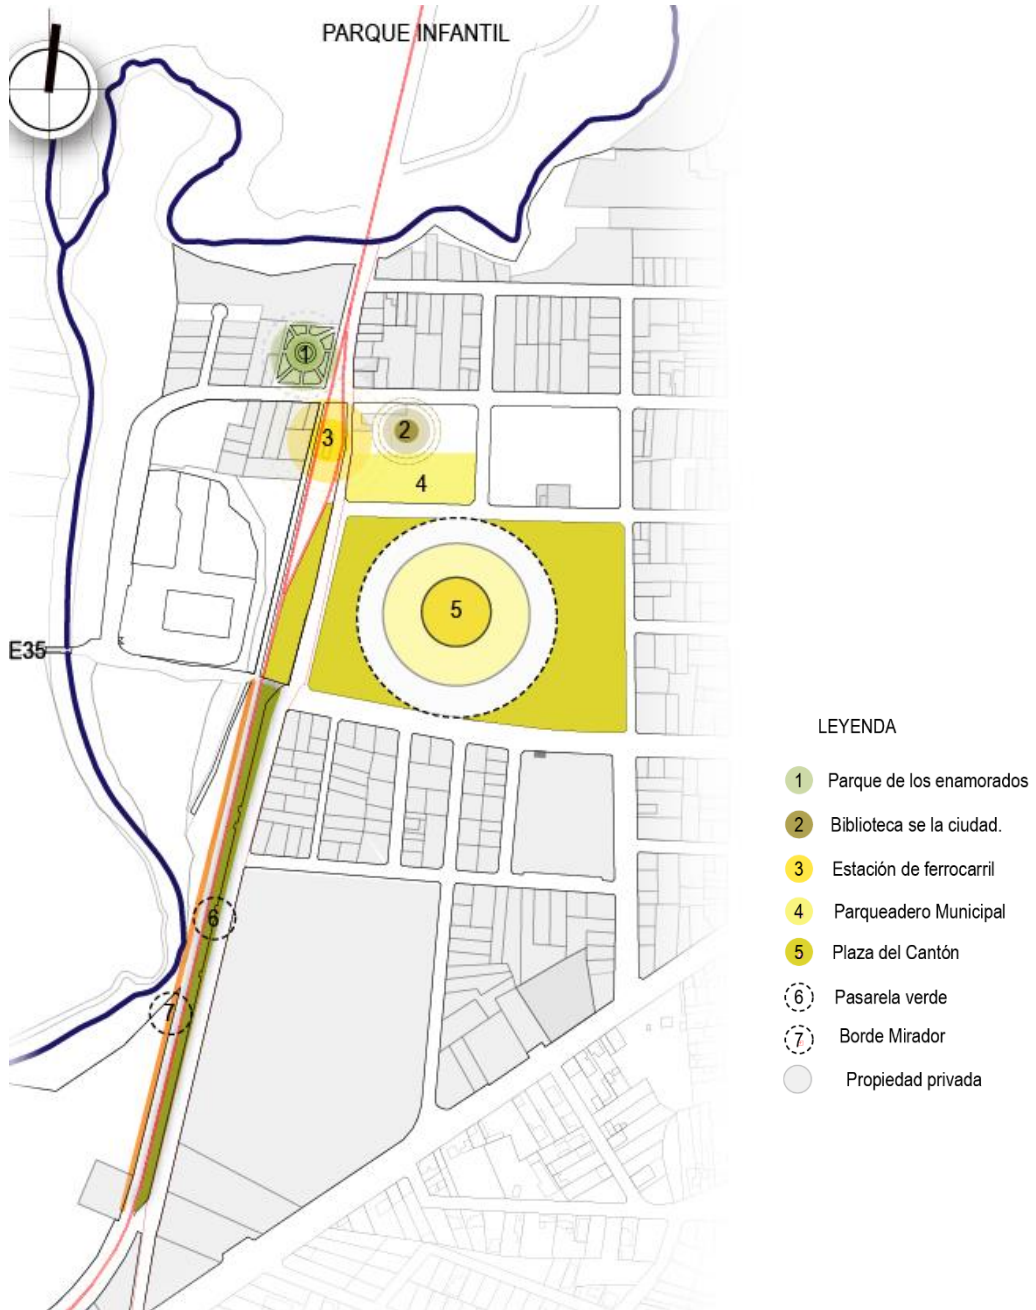 PARQUE INFANTIL
1
2
3
4
5
E35
6
7
LEYENDA
1 Parque de los enamorados
2 Biblioteca se la ciudad.
3 Estación de ferrocarril
4 Parqueadero Municipal
5 Plaza del Cantón
6 Pasarela verde
7 Borde Mirador
Propiedad privada